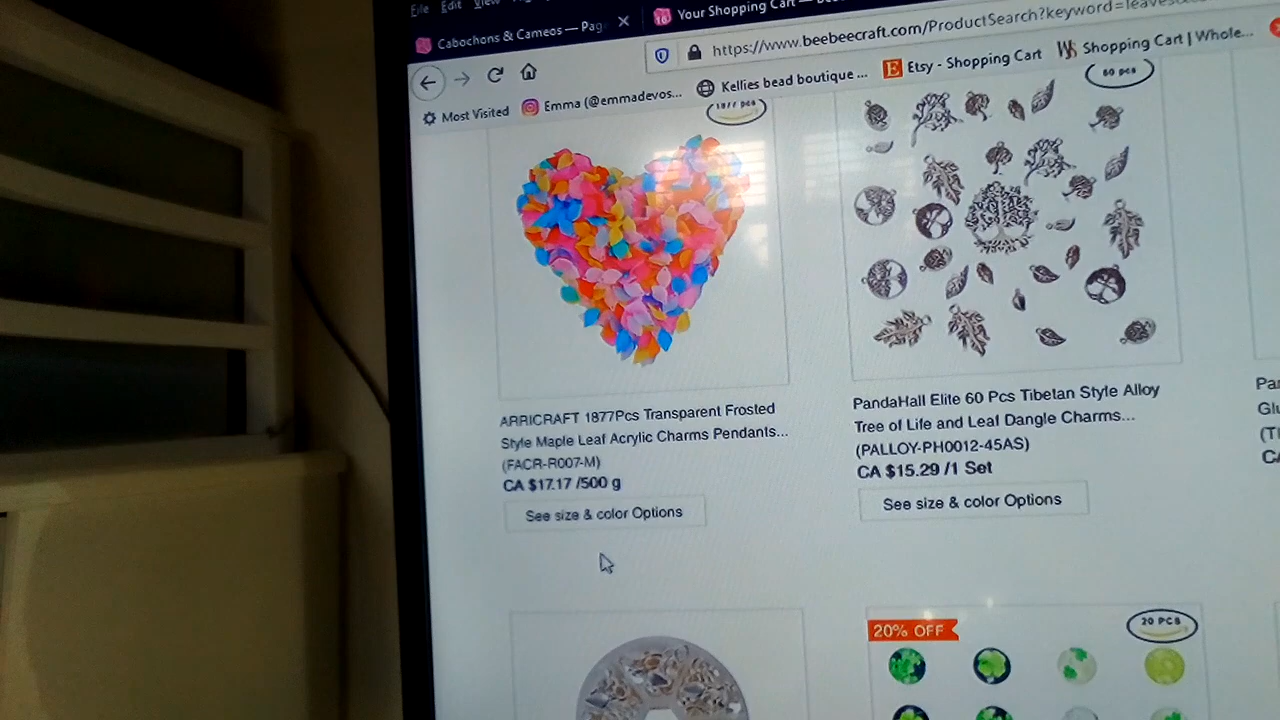 File Edit View
Cabochons & Cameos — Pag
Your Shopping Cart —
https://www.beebeecraft.com/ProductSearch?keyword=leaves
Most Visited
Emma (@emmadevos...
Kellies bead boutique ...
Etsy - Shopping Cart
Shopping Cart | Whole...
1877 pcs
60 pcs
ARRICRAFT 1877Pcs Transparent Frosted
Style Maple Leaf Acrylic Charms Pendants...
(FACR-R007-M)
CA $17.17 /500 g
See size & color Options
PandaHall Elite 60 Pcs Tibetan Style Alloy
Tree of Life and Leaf Dangle Charms...
(PALLOY-PH0012-45AS)
CA $15.29 /1 Set
See size & color Options
20% OFF
20 PCS